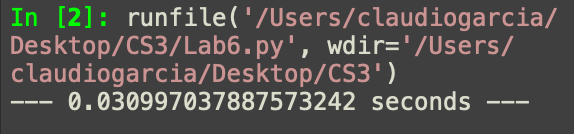 In [2]: runfile('/Users/claudiogarcia/
Desktop/CS3/Lab6.py', wdir='/Users/
claudiogarcia/Desktop/CS3')
--- 0.030997037887573242 seconds ---